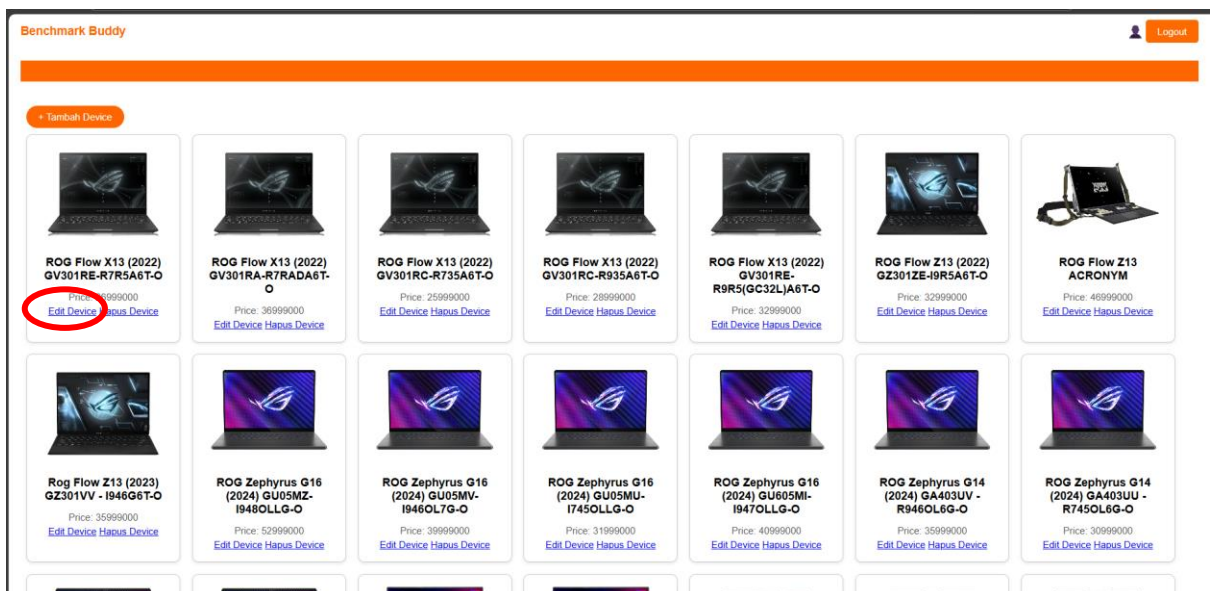 Benchmark Buddy
Logout
+ Tambah Device
ROG Flow X13 (2022)
GV301RE-R7R5A6T-O
Price: 6999000
Edit Device Hapus Device
ROG Flow X13 (2022)
GV301RA-R7RADA6T-
O
Price: 36999000
Edit Device Hapus Device
ROG Flow X13 (2022)
GV301RC-R735A6T-O
Price: 25999000
Edit Device Hapus Device
ROG Flow X13 (2022)
GV301RC-R935A6T-O
Price: 28999000
Edit Device Hapus Device
ROG Flow X13 (2022)
GV301RE-
R9R5(GC32L)A6T-O
Price: 32999000
Edit Device Hapus Device
ROG Flow Z13 (2022)
GZ301ZE-I9R5A6T-O
Price: 32999000
Edit Device Hapus Device
ROG Flow Z13
ACRONYM
Price: 46999000
Edit Device Hapus Device
Rog Flow Z13 (2023)
GZ301VV - I946G6T-O
Price: 35999000
Edit Device Hapus Device
ROG Zephyrus G16
(2024) GU05MZ-
I948OLLG-O
Price: 52999000
Edit Device Hapus Device
ROG Zephyrus G16
(2024) GU05MV-
I946OL7G-O
Price: 39999000
Edit Device Hapus Device
ROG Zephyrus G16
(2024) GU05MU-
I745OLLG-O
Price: 31999000
Edit Device Hapus Device
ROG Zephyrus G16
(2024) GU605MI-
I947OLLG-O
Price: 40999000
Edit Device Hapus Device
ROG Zephyrus G14
(2024) GA403UV -
R946OL6G-O
Price: 35999000
Edit Device Hapus Device
ROG Zephyrus G14
(2024) GA403UU -
R745OL6G-O
Price: 30999000
Edit Device Hapus Device